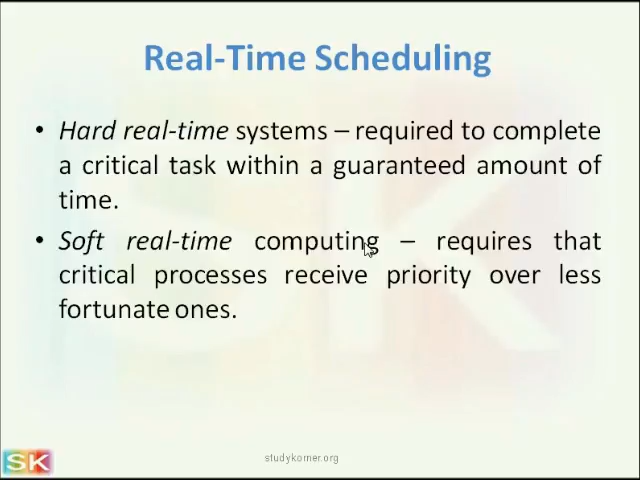 Real-Time Scheduling
• Hard real-time systems – required to complete
a critical task within a guaranteed amount of
time.
• Soft real-time computing – requires that
critical processes receive priority over less
fortunate ones.
SK
studykorner.org